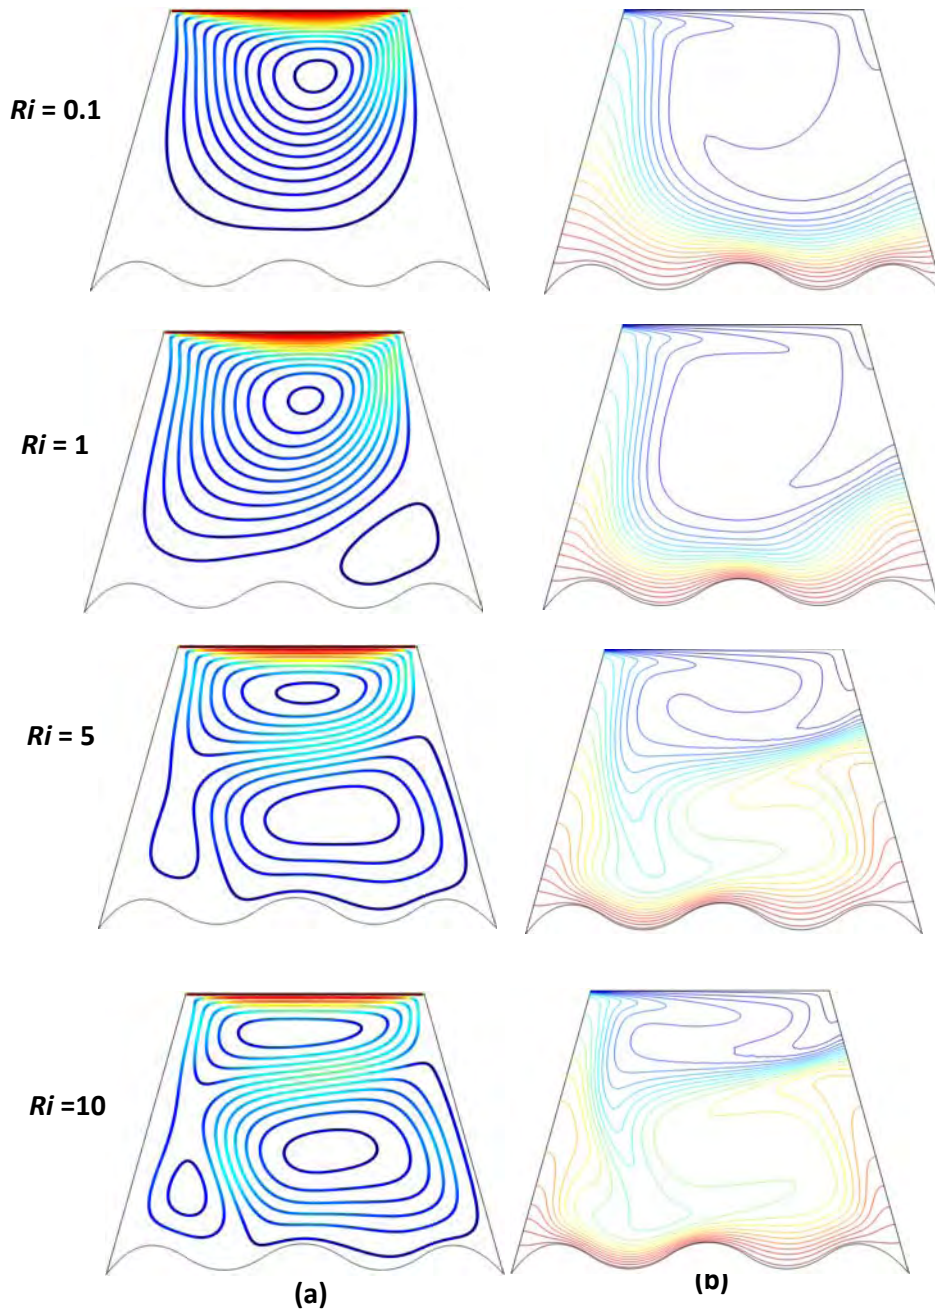 Ri = 0.1
Ri = 1
Ri = 5
Ri =10
(a)
(b)